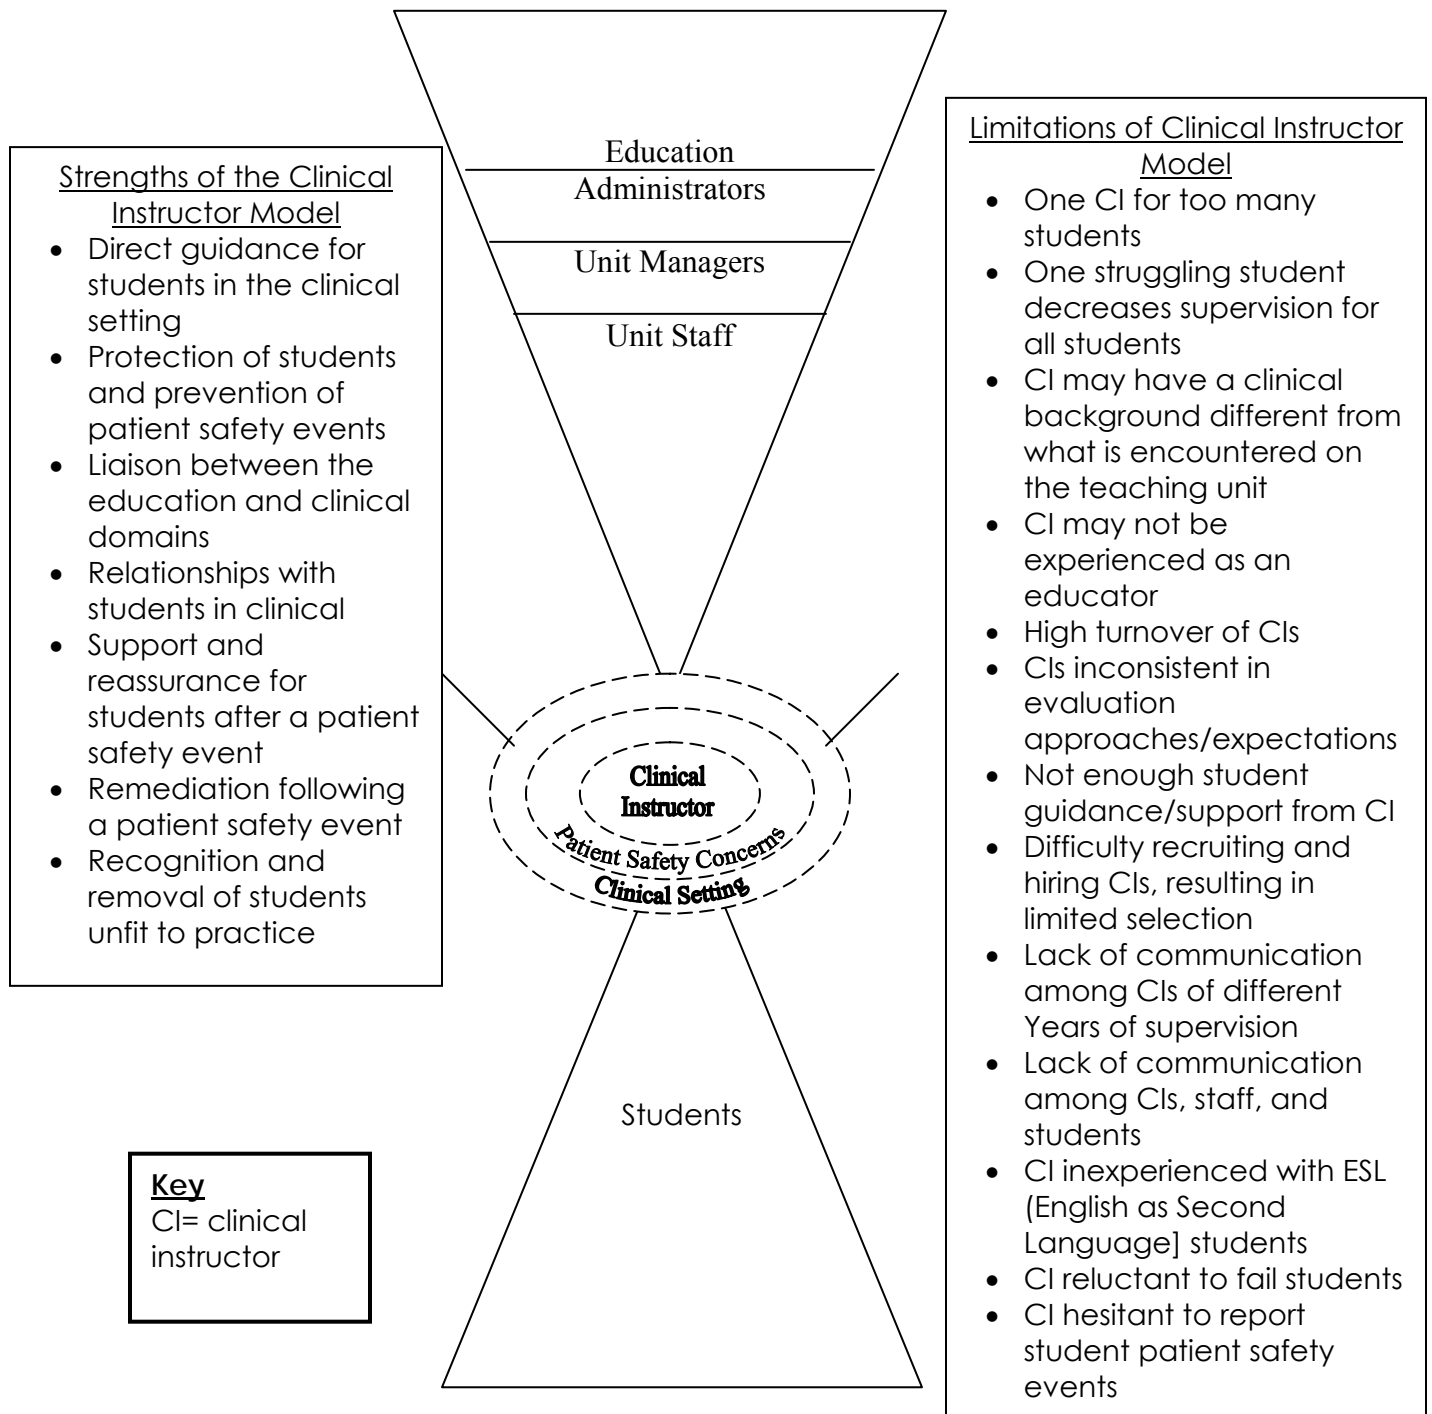 Education
Administrators
Unit Managers
Unit Staff
Strengths of the Clinical
Instructor Model
• Direct guidance for
students in the clinical
setting
• Protection of students
and prevention of
patient safety events
• Liaison between the
education and clinical
domains
• Relationships with
students in clinical
• Support and
reassurance for
students after a patient
safety event
• Remediation following
a patient safety event
• Recognition and
removal of students
unfit to practice
Limitations of Clinical Instructor
Model
• One CI for too many
students
• One struggling student
decreases supervision for
all students
• CI may have a clinical
background different from
what is encountered on
the teaching unit
• CI may not be
experienced as an
educator
• High turnover of CIs
• CIs inconsistent in
evaluation
approaches/expectations
• Not enough student
guidance/support from CI
• Difficulty recruiting and
hiring CIs, resulting in
limited selection
• Lack of communication
among CIs of different
Years of supervision
• Lack of communication
among CIs, staff, and
students
• CI inexperienced with ESL
(English as Second
Language] students
• CI reluctant to fail students
• CI hesitant to report
student patient safety
events
Clinical
Instructor
Patient Safety Concerns
Clinical Setting
Students
Key
CI= clinical
instructor